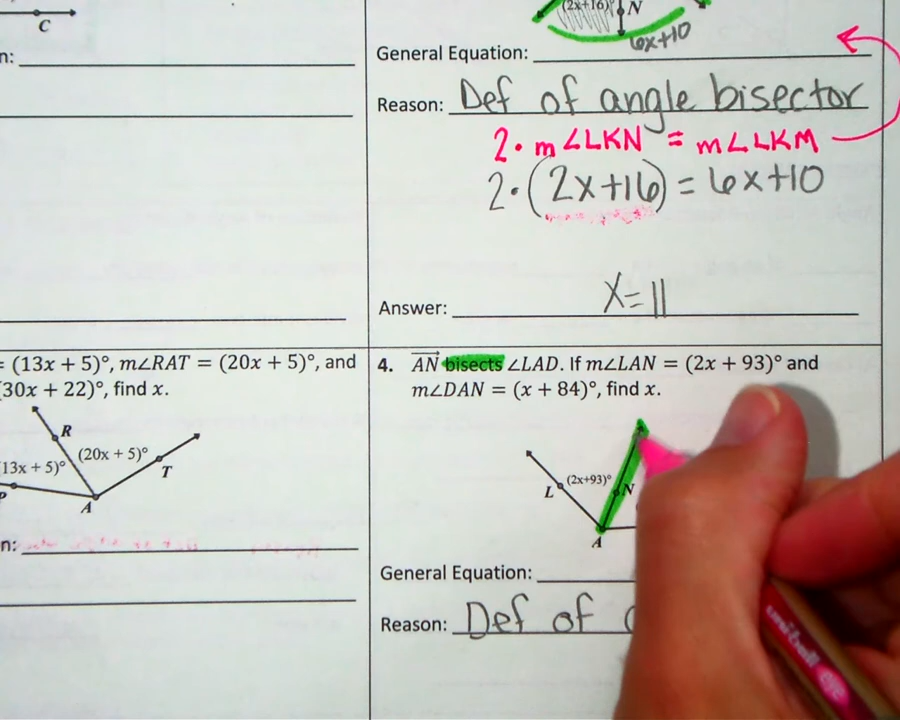 C
n:
= (13x + 5)°, m∠RAT = (20x + 5)°, and
(30x + 22)°, find x.
R
(20x + 5)°
13x + 5)°
T
P
A
n:
(2x+16)°
N
6x+10
General Equation:
Reason: Def of angle bisector
2·m∠LKN = m∠LKM
2·(2x+16) = 6x+10
Answer: X=11
4. AN bisects ∠LAD. If m∠LAN = (2x + 93)° and
m∠DAN = (x + 84)°, find x.
(2x+93)°
L
N
A
General Equation:
Reason: Def of